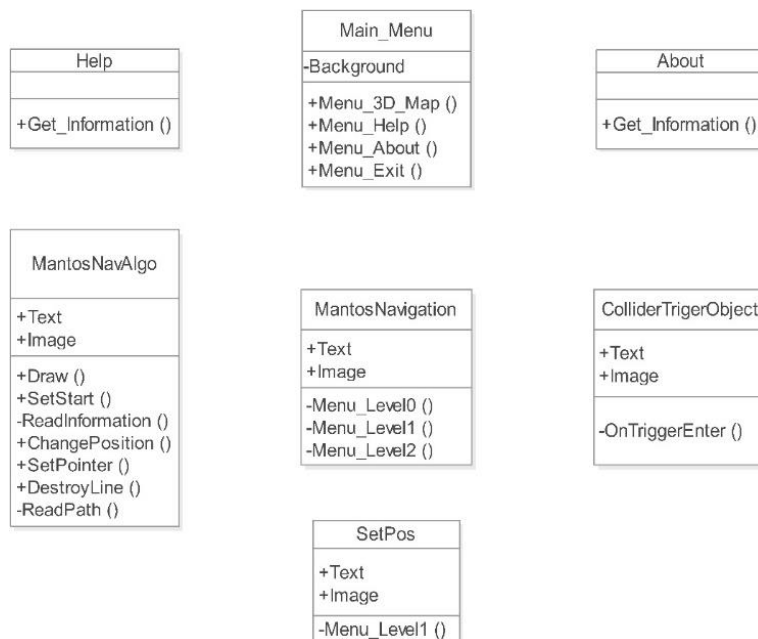 Help
+Get_Information ()
Main_Menu
-Background
+Menu_3D_Map ()
+Menu_Help ()
+Menu_About ()
+Menu_Exit ()
About
+Get_Information ()
MantosNavAlgo
+Text
+Image
+Draw ()
+SetStart ()
-ReadInformation ()
+ChangePosition ()
+SetPointer ()
+DestroyLine ()
-ReadPath ()
MantosNavigation
+Text
+Image
-Menu_Level0 ()
-Menu_Level1 ()
-Menu_Level2 ()
ColliderTrigerObject
+Text
+Image
-OnTriggerEnter ()
SetPos
+Text
+Image
-Menu_Level1 ()